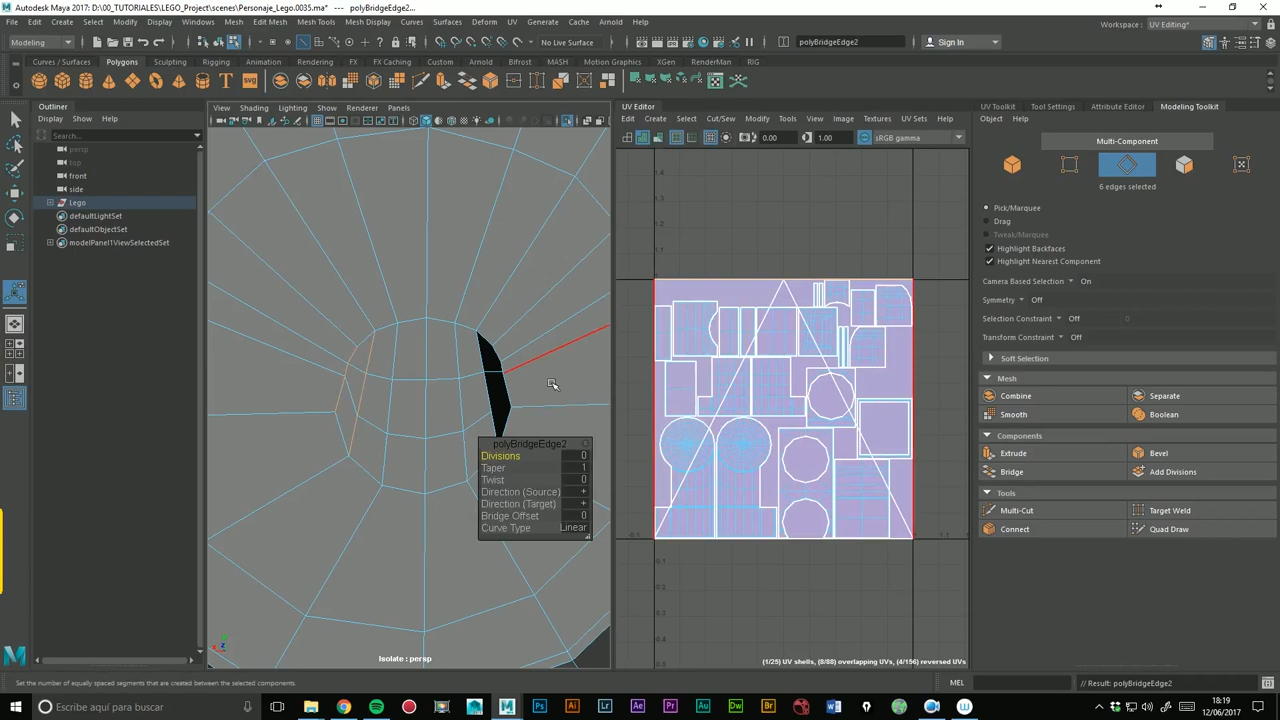 Autodesk Maya 2017: D:\00_TUTORIALES\LEGO_Project\scenes\Personaje_Lego.0035.ma* --- polyBridgeEdge2...
File Edit Create Select Modify Display Windows Mesh Edit Mesh Mesh Tools Mesh Display Curves Surfaces Deform UV Generate Cache Arnold Help
Workspace : UV Editing*
Modeling No Live Surface polyBridgeEdge2 Sign In
Curves / Surfaces Polygons Sculpting Rigging Animation Rendering FX FX Caching Custom Arnold Bifrost MASH Motion Graphics XGen RenderMan RIG
Outliner
Display Show Help
Search...
persp
top
front
side
Lego
defaultLightSet
defaultObjectSet
modelPanel1ViewSelectedSet
View Shading Lighting Show Renderer Panels
polyBridgeEdge2
Divisions 0
Taper 1
Twist 0
Direction (Source) +
Direction (Target) +
Bridge Offset 0
Curve Type Linear
Isolate : persp
UV Editor
Edit Create Select Cut/Sew Modify Tools View Image Textures UV Sets Help
0.00 1.00 sRGB gamma
(1/25) UV shells, (8/88) overlapping UVs, (4/156) reversed UVs
UV Toolkit Tool Settings Attribute Editor Modeling Toolkit
Object Help
Multi-Component
6 edges selected
Pick/Marquee
Drag
Tweak/Marquee
Highlight Backfaces
Highlight Nearest Component
Camera Based Selection On
Symmetry Off
Selection Constraint Off 0
Transform Constraint Off
Soft Selection
Mesh
Combine Separate
Smooth Boolean
Components
Extrude Bevel
Bridge Add Divisions
Tools
Multi-Cut Target Weld
Connect Quad Draw
Set the number of equally spaced segments that are created between the selected components.
MEL // Result: polyBridgeEdge2
Escribe aquí para buscar
18:19
12/06/2017